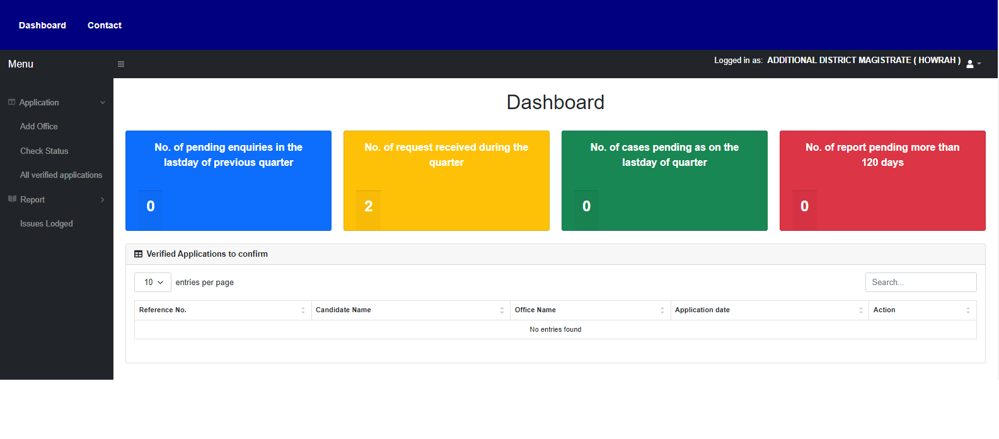 Dashboard Contact
Menu
Logged in as: ADDITIONAL DISTRICT MAGISTRATE ( HOWRAH )
Application
Add Office
Check Status
All verified applications
Report
Issues Lodged
Dashboard
No. of pending enquiries in the
lastday of previous quarter
0
No. of request received during the
quarter
2
No. of cases pending as on the
lastday of quarter
0
No. of report pending more than
120 days
0
Verified Applications to confirm
10 entries per page
Search...
Reference No. Candidate Name Office Name Application date Action
No entries found